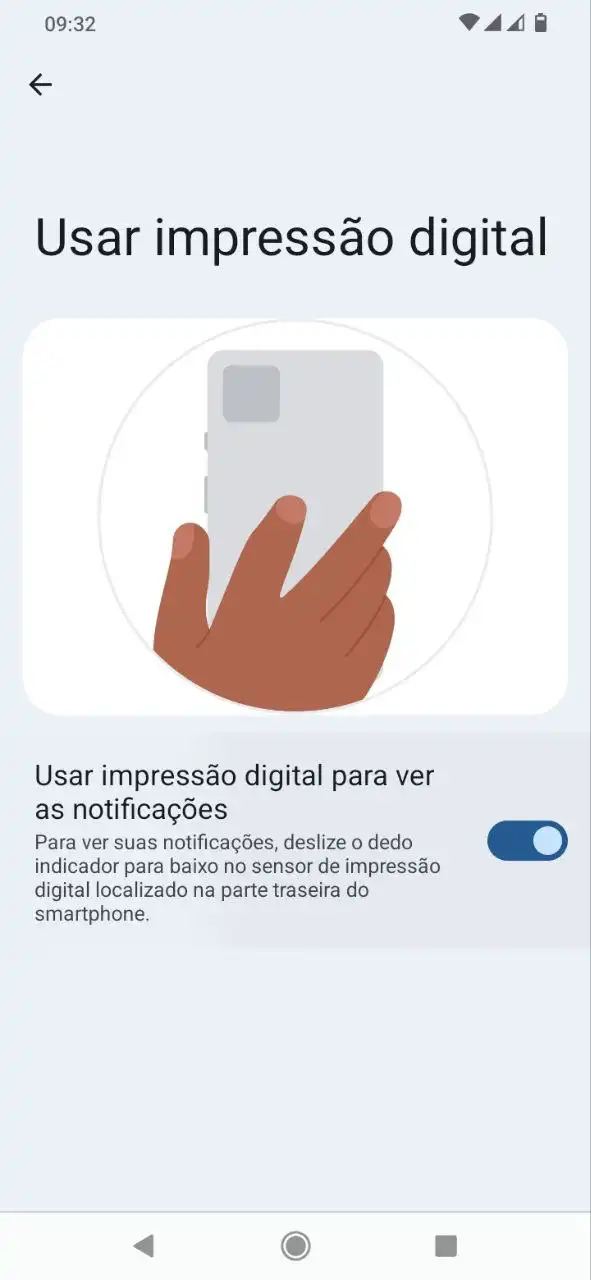 09:32
Usar impressão digital
Usar impressão digital para ver
as notificações
Para ver suas notificações, deslize o dedo
indicador para baixo no sensor de impressão
digital localizado na parte traseira do
smartphone.